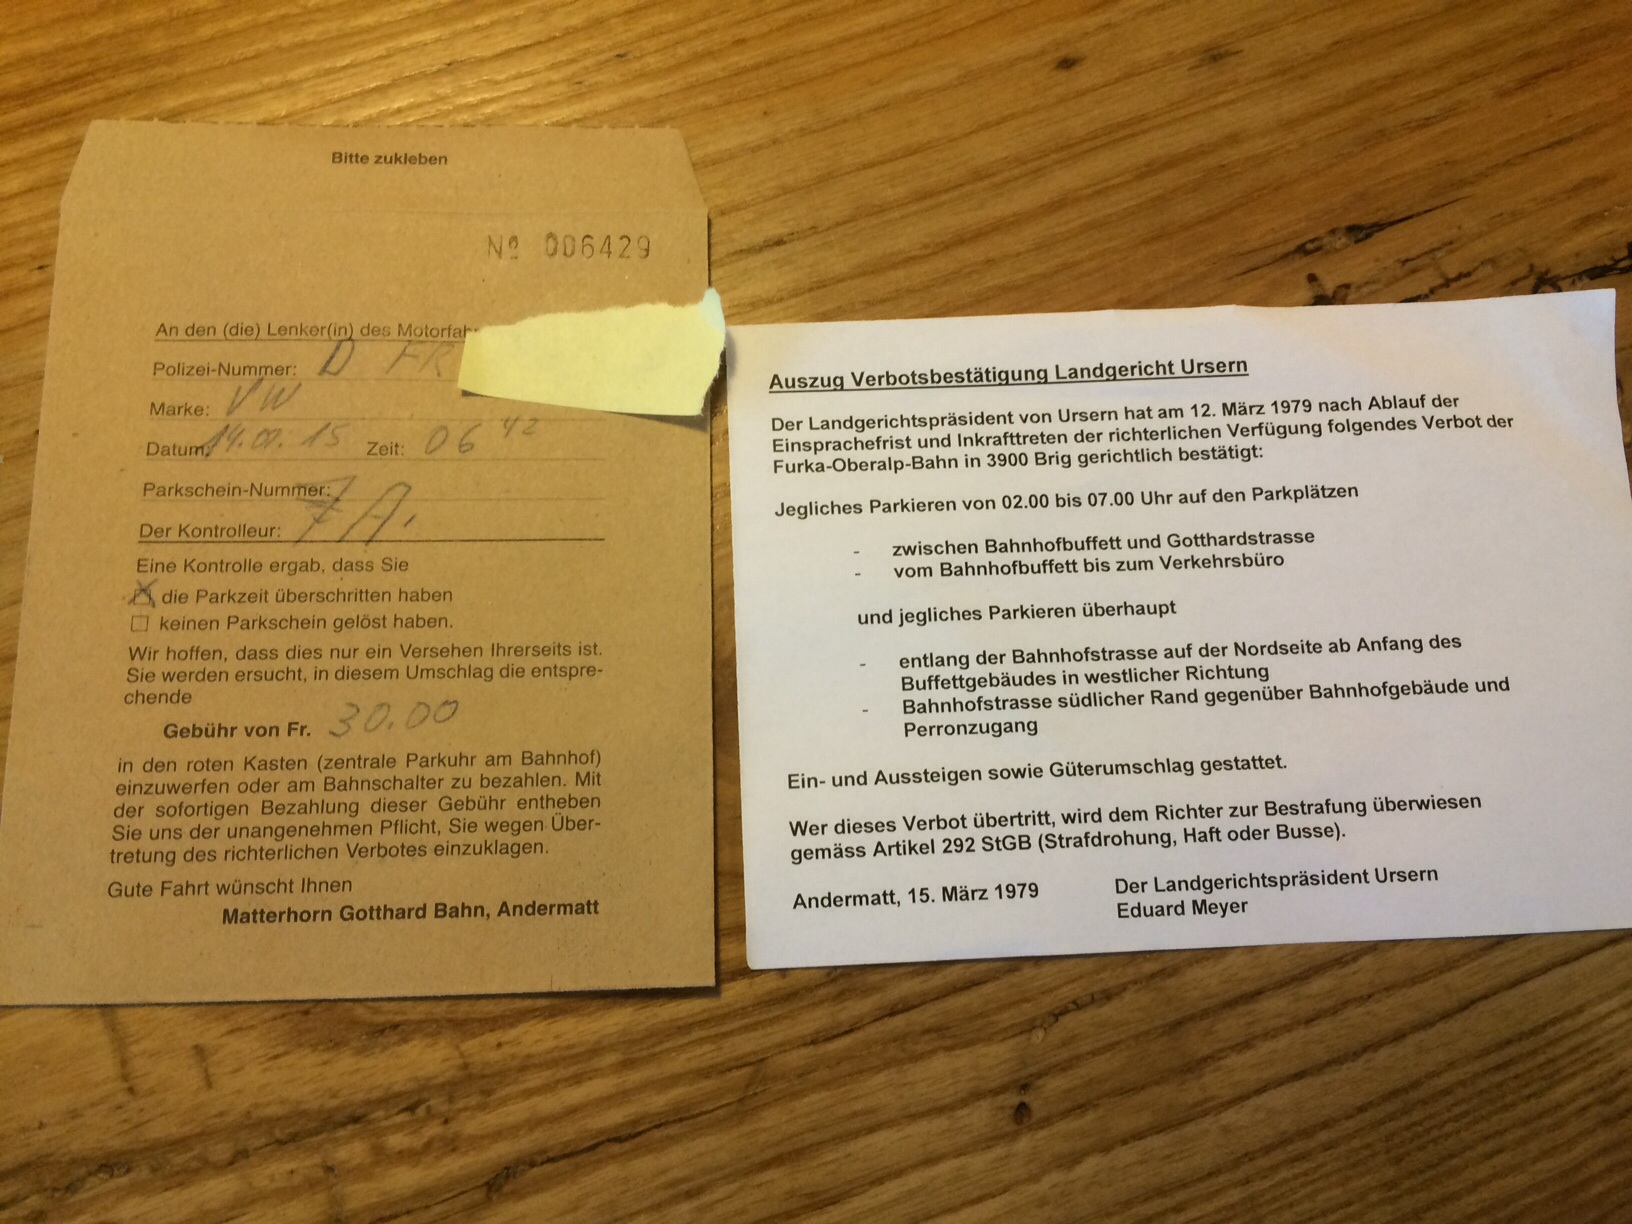 Bitte zukleben
Nº 006429
An den (die) Lenker(in) des
Polizei-Nummer: D FR
Marke: VW
Datum: 15 Zeit: 06 42
Parkschein-Nummer:
Der Kontrolleur: 7A.
Eine Kontrolle ergab, dass Sie
die Parkzeit überschritten haben
keinen Parkschein gelöst haben.
Wir hoffen, dass dies nur ein Versehen Ihrerseits ist.
Sie werden ersucht, in diesem Umschlag die entspre-
chende
Gebühr von Fr. 30.00
in den roten Kasten (zentrale Parkuhr am Bahnhof)
einzuwerfen oder am Bahnschalter zu bezahlen. Mit
der sofortigen Bezahlung dieser Gebühr entheben
Sie uns der unangenehmen Pflicht, Sie wegen Über-
tretung des richterlichen Verbotes einzuklagen.
Gute Fahrt wünscht Ihnen
Matterhorn Gotthard Bahn, Andermatt
Auszug Verbotsbestätigung Landgericht Ursern
Der Landgerichtspräsident von Ursern hat am 12. März 1979 nach Ablauf der
Einsprachefrist und Inkrafttreten der richterlichen Verfügung folgendes Verbot der
Furka-Oberalp-Bahn in 3900 Brig gerichtlich bestätigt:
Jegliches Parkieren von 02.00 bis 07.00 Uhr auf den Parkplätzen
- zwischen Bahnhofbuffett und Gotthardstrasse
- vom Bahnhofbuffett bis zum Verkehrsbüro
und jegliches Parkieren überhaupt
- entlang der Bahnhofstrasse auf der Nordseite ab Anfang des
Buffettgebäudes in westlicher Richtung
- Bahnhofstrasse südlicher Rand gegenüber Bahnhofgebäude und
Perronzugang
Ein- und Aussteigen sowie Güterumschlag gestattet.
Wer dieses Verbot übertritt, wird dem Richter zur Bestrafung überwiesen
gemäss Artikel 292 StGB (Strafdrohung, Haft oder Busse).
Andermatt, 15. März 1979 Der Landgerichtspräsident Ursern
Eduard Meyer